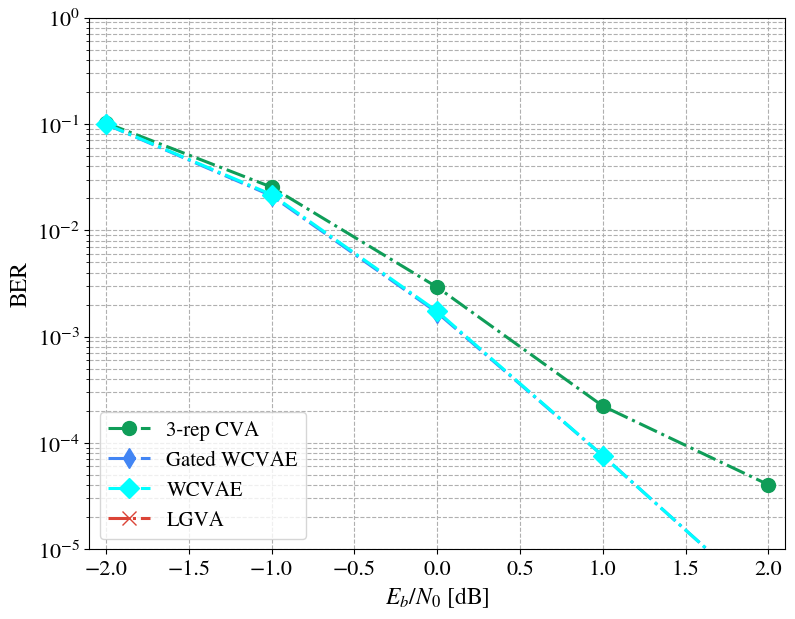 10⁰
10⁻¹
10⁻²
10⁻³
10⁻⁴
10⁻⁵
BER
3-rep CVA
Gated WCVAE
WCVAE
LGVA
−2.0 −1.5 −1.0 −0.5 0.0 0.5 1.0 1.5 2.0
E_b/N_0 [dB]